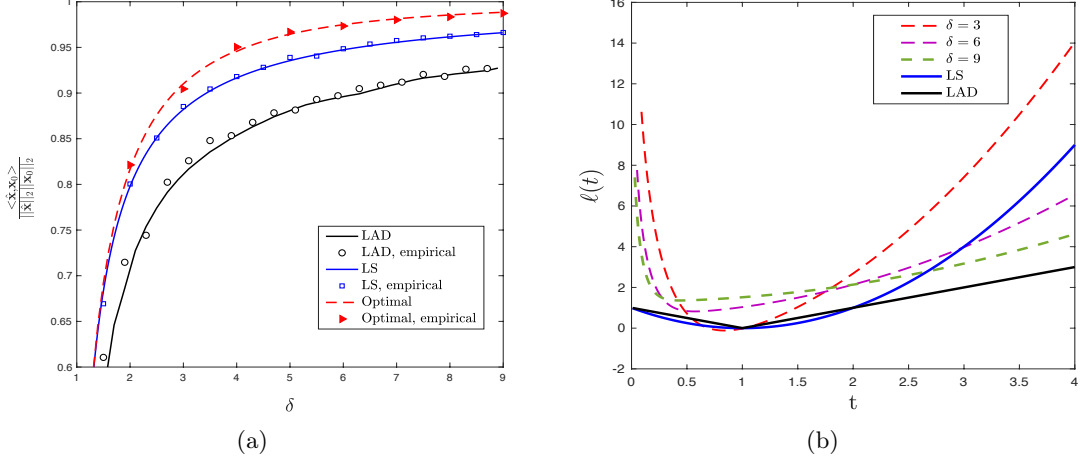 1
0.95
0.9
0.85
0.8
0.75
0.7
0.65
0.6
1 2 3 4 5 6 7 8 9
δ
<x̂,x₀>
||x̂||₂||x₀||₂
LAD
LAD, empirical
LS
LS, empirical
Optimal
Optimal, empirical
(a)
16
14
12
10
8
6
4
2
0
-2
0 0.5 1 1.5 2 2.5 3 3.5 4
t
ℓ(t)
δ = 3
δ = 6
δ = 9
LS
LAD
(b)